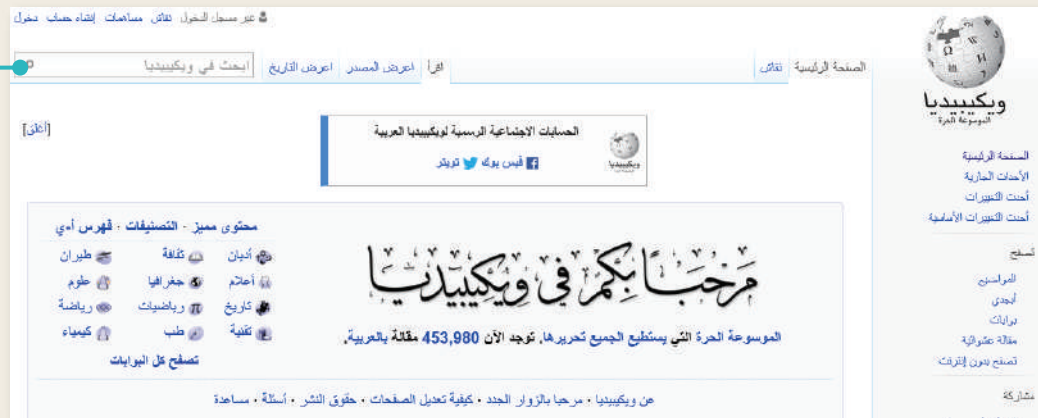 غير مسجل للدخول نقاش مساهمات إنشاء حساب دخول
الصفحة الرئيسية نقاش اقرأ اعرض المصدر اعرض التاريخ ابحث في ويكيبيديا
ويكيبيديا
الموسوعة الحرة
الصفحة الرئيسية
الأحداث الجارية
أحدث التغييرات
أحدث التغييرات الأساسية
تصفح
المواضيع
أبجدي
بوابات
مقالة عشوائية
تصفح بدون إنترنت
مشاركة
[أغلق]
الحسابات الاجتماعية الرسمية لويكيبيديا العربية
فيس بوك تويتر
ويكيبيديا
مَرْحَبًا بِكُمْ فِي وِيكِيبِيدِيَا
الموسوعة الحرة التي يستطيع الجميع تحريرها. توجد الآن 453,980 مقالة بالعربية.
محتوى مميز · التصنيفات · فهرس أ-ي
أديان ثقافة طيران
أعلام جغرافيا علوم
تاريخ رياضيات رياضة
تقنية طب كيمياء
تصفح كل البوابات
عن ويكيبيديا · مرحبا بالزوار الجدد · كيفية تعديل الصفحات · حقوق النشر · أسئلة · مساعدة